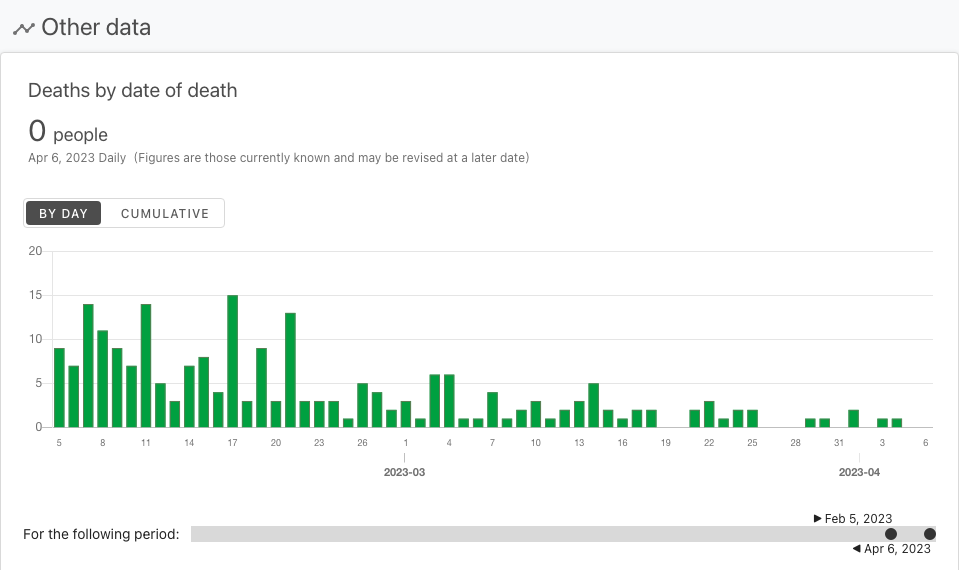 Other data
Deaths by date of death
0 people
Apr 6, 2023 Daily (Figures are those currently known and may be revised at a later date)
BY DAY CUMULATIVE
20
15
10
5
0
5 8 11 14 17 20 23 26 1 4 7 10 13 16 19 22 25 28 31 3 6
2023-03 2023-04
▶ Feb 5, 2023
For the following period:
◀ Apr 6, 2023